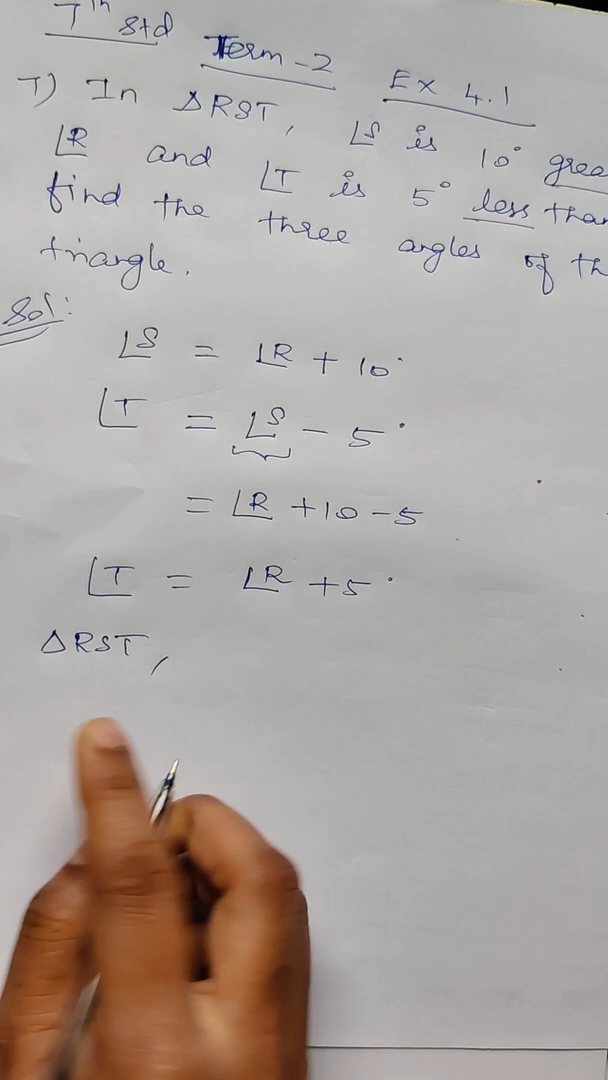 7th Std Term-2 Ex 4.1
7) In ΔRST, ∠S is 10° grea
∠R and ∠T is 5° less than
find the three angles of th
triangle.
Sol:
∠S = ∠R + 10°
∠T = ∠S - 5°
= ∠R + 10 - 5
∠T = ∠R + 5°
ΔRST,